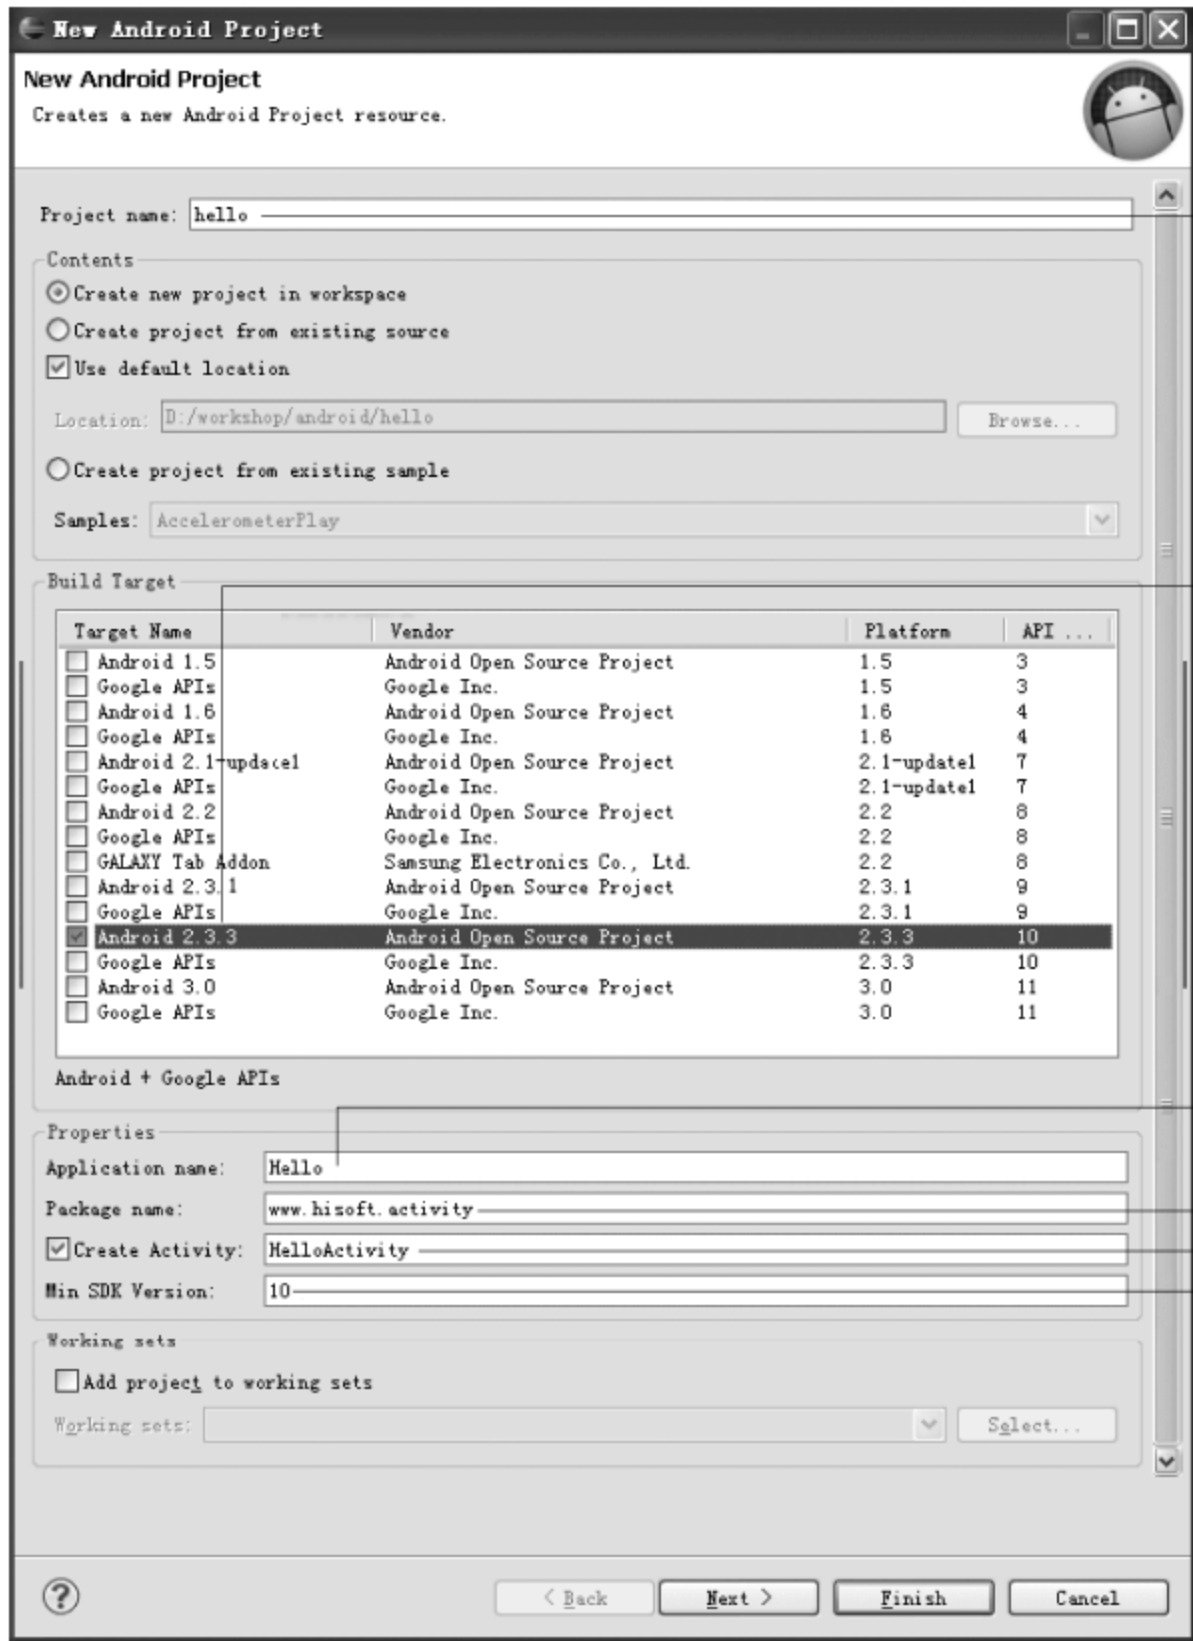 New Android Project
New Android Project
Creates a new Android Project resource.
Project name: hello
Contents
Create new project in workspace
Create project from existing source
Use default location
Location: D:/workshop/android/hello Browse...
Create project from existing sample
Samples: AccelerometerPlay
Build Target
Target Name Vendor Platform API ...
Android 1.5 Android Open Source Project 1.5 3
Google APIs Google Inc. 1.5 3
Android 1.6 Android Open Source Project 1.6 4
Google APIs Google Inc. 1.6 4
Android 2.1-update1 Android Open Source Project 2.1-update1 7
Google APIs Google Inc. 2.1-update1 7
Android 2.2 Android Open Source Project 2.2 8
Google APIs Google Inc. 2.2 8
GALAXY Tab Addon Samsung Electronics Co., Ltd. 2.2 8
Android 2.3.1 Android Open Source Project 2.3.1 9
Google APIs Google Inc. 2.3.1 9
Android 2.3.3 Android Open Source Project 2.3.3 10
Google APIs Google Inc. 2.3.3 10
Android 3.0 Android Open Source Project 3.0 11
Google APIs Google Inc. 3.0 11
Android + Google APIs
Properties
Application name: Hello
Package name: www.hisoft.activity
Create Activity: HelloActivity
Min SDK Version: 10
Working sets
Add project to working sets
Working sets: Select...
? < Back Next > Finish Cancel